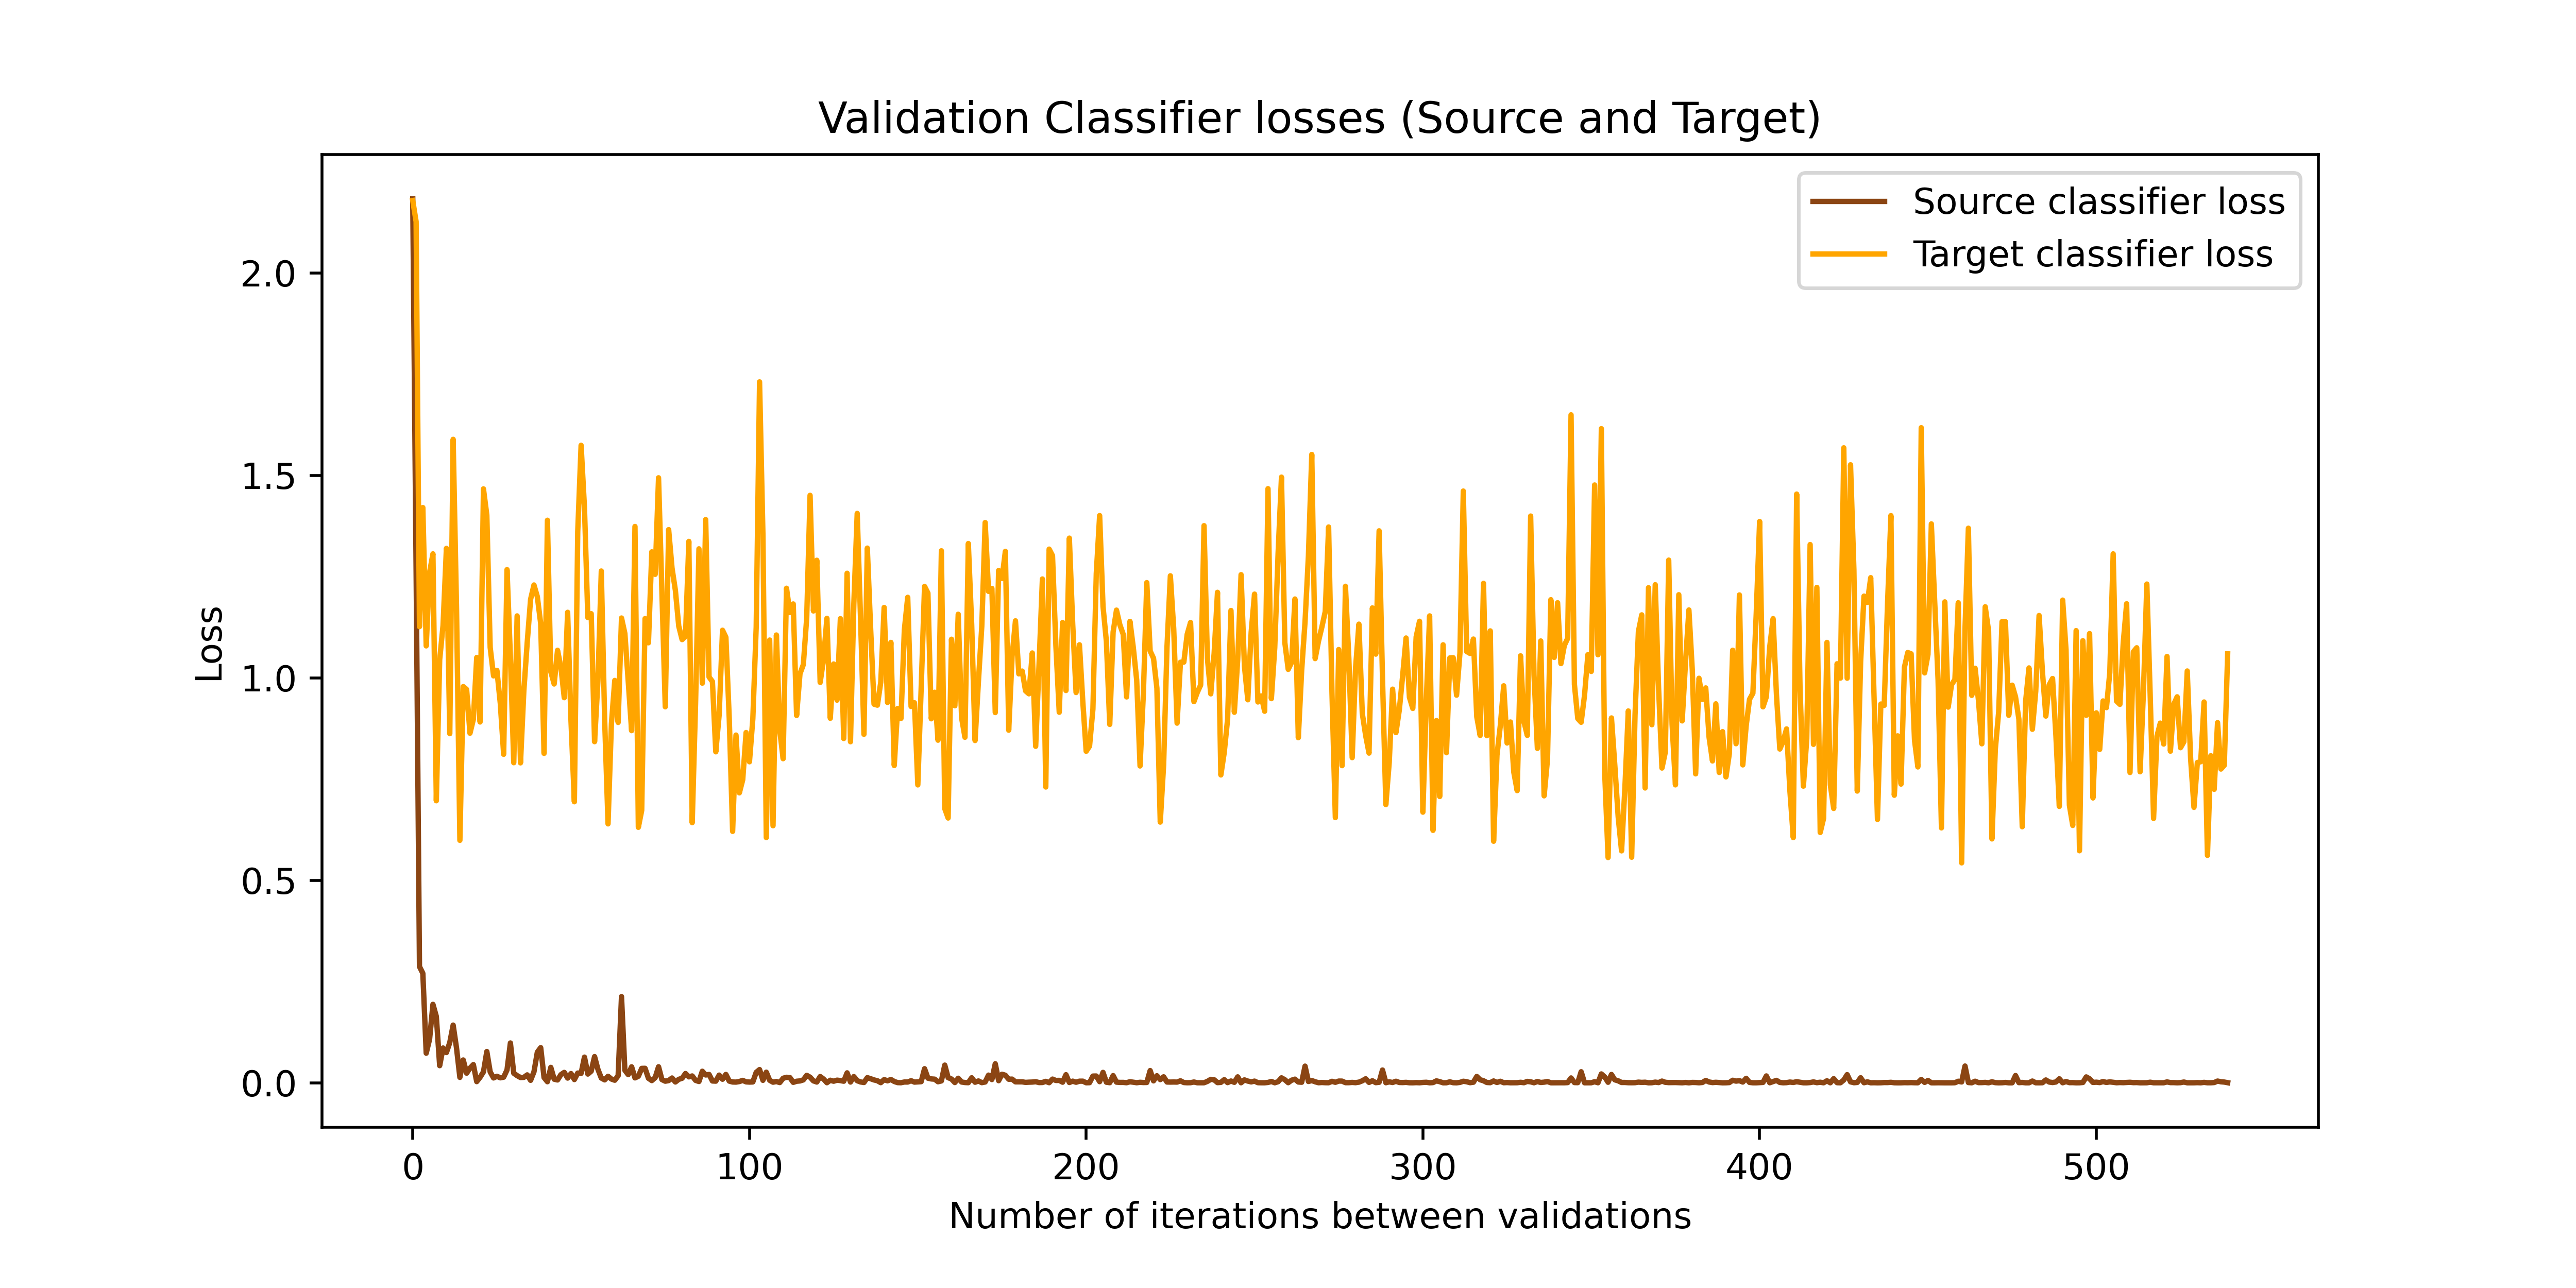 Validation Classifier losses (Source and Target)
Source classifier loss
Target classifier loss
2.0
1.5
1.0
0.5
0.0
Loss
0 100 200 300 400 500
Number of iterations between validations